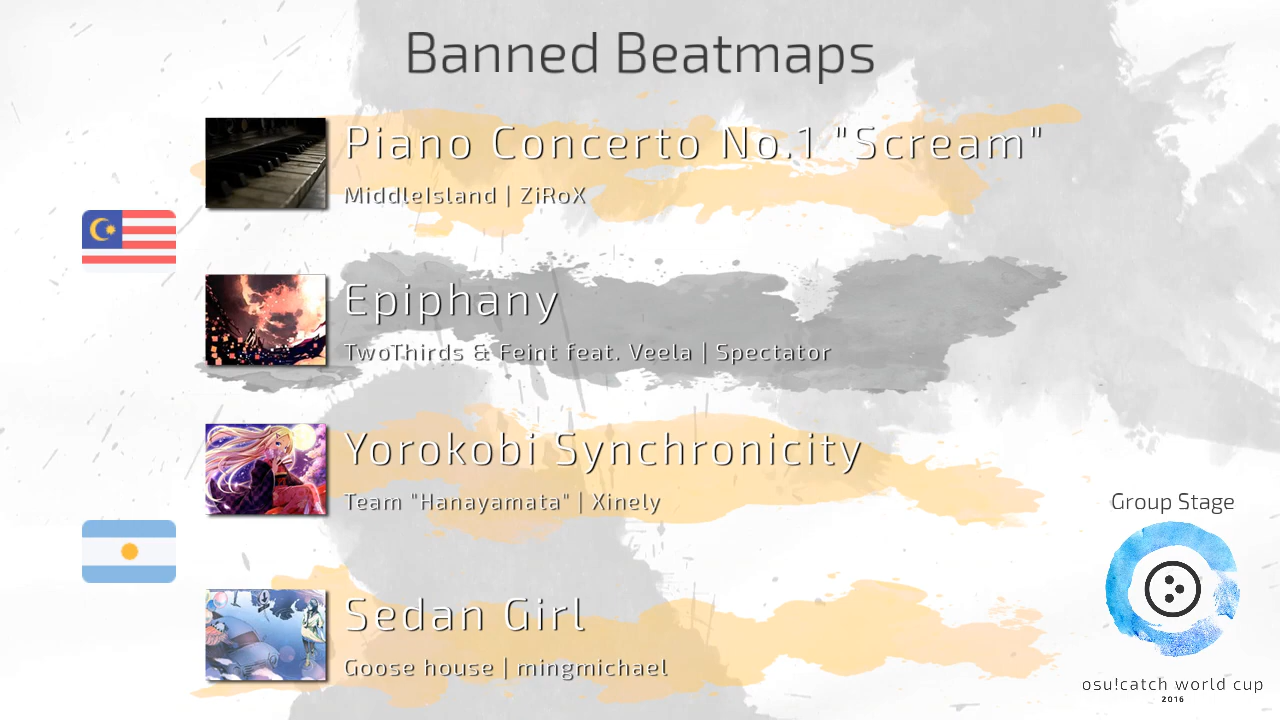 Banned Beatmaps
Piano Concerto No.1 "Scream"
MiddleIsland | ZiRoX
Epiphany
TwoThirds & Feint feat. Veela | Spectator
Yorokobi Synchronicity
Team "Hanayamata" | Xinely
Sedan Girl
Goose house | mingmichael
Group Stage
osu!catch world cup
2016